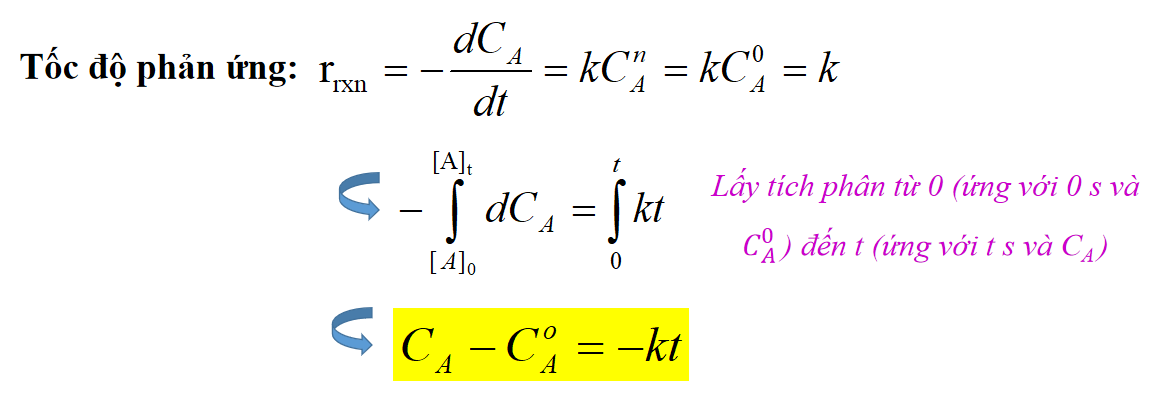 Tốc độ phản ứng: r_rxn = −dC_A/dt = kC_A^n = kC_A^0 = k
−∫_{[A]_0}^{[A]_t} dC_A = ∫_0^t kt
Lấy tích phân từ 0 (ứng với 0 s và
C_A^0) đến t (ứng với t s và C_A)
C_A − C_A^o = −kt